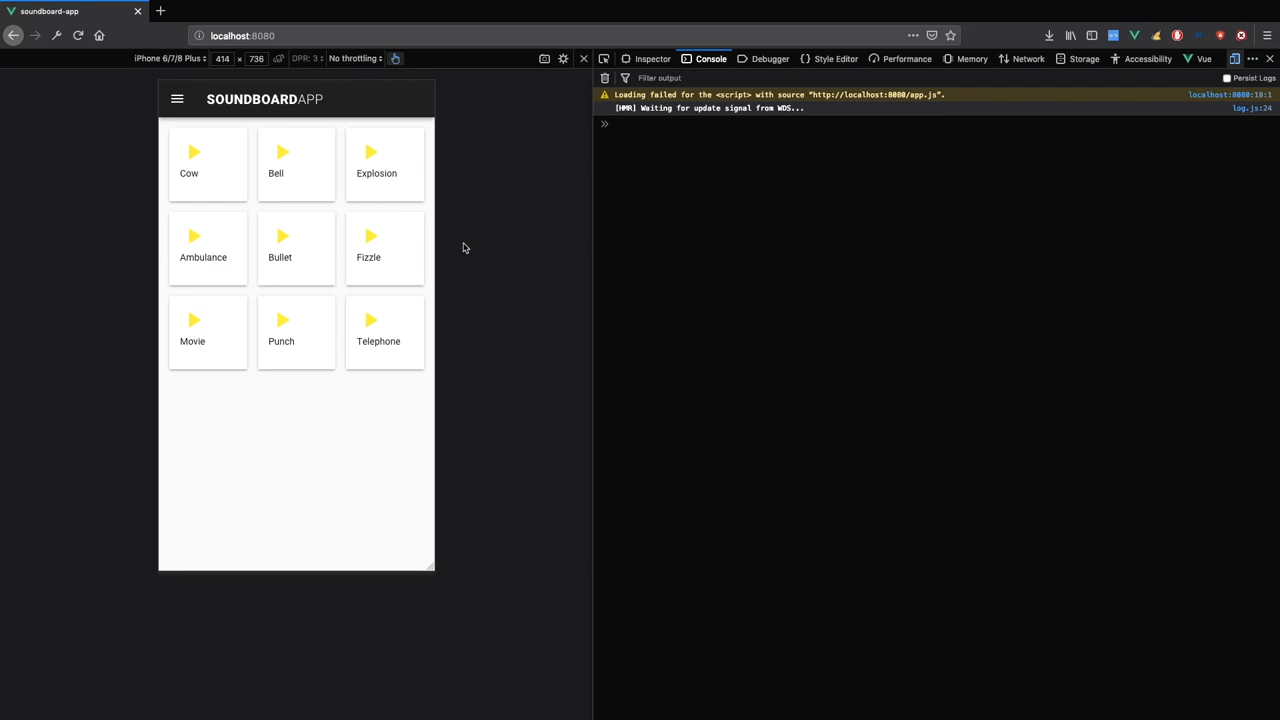 soundboard-app
localhost:8080
iPhone 6/7/8 Plus 414 × 736 DPR: 3 No throttling
Inspector Console Debugger Style Editor Performance Memory Network Storage Accessibility Vue
Filter output Persist Logs
Loading failed for the <script> with source “http://localhost:8080/app.js”. localhost:8080:18:1
[HMR] Waiting for update signal from WDS... log.js:24
SOUNDBOARDAPP
Cow Bell Explosion
Ambulance Bullet Fizzle
Movie Punch Telephone